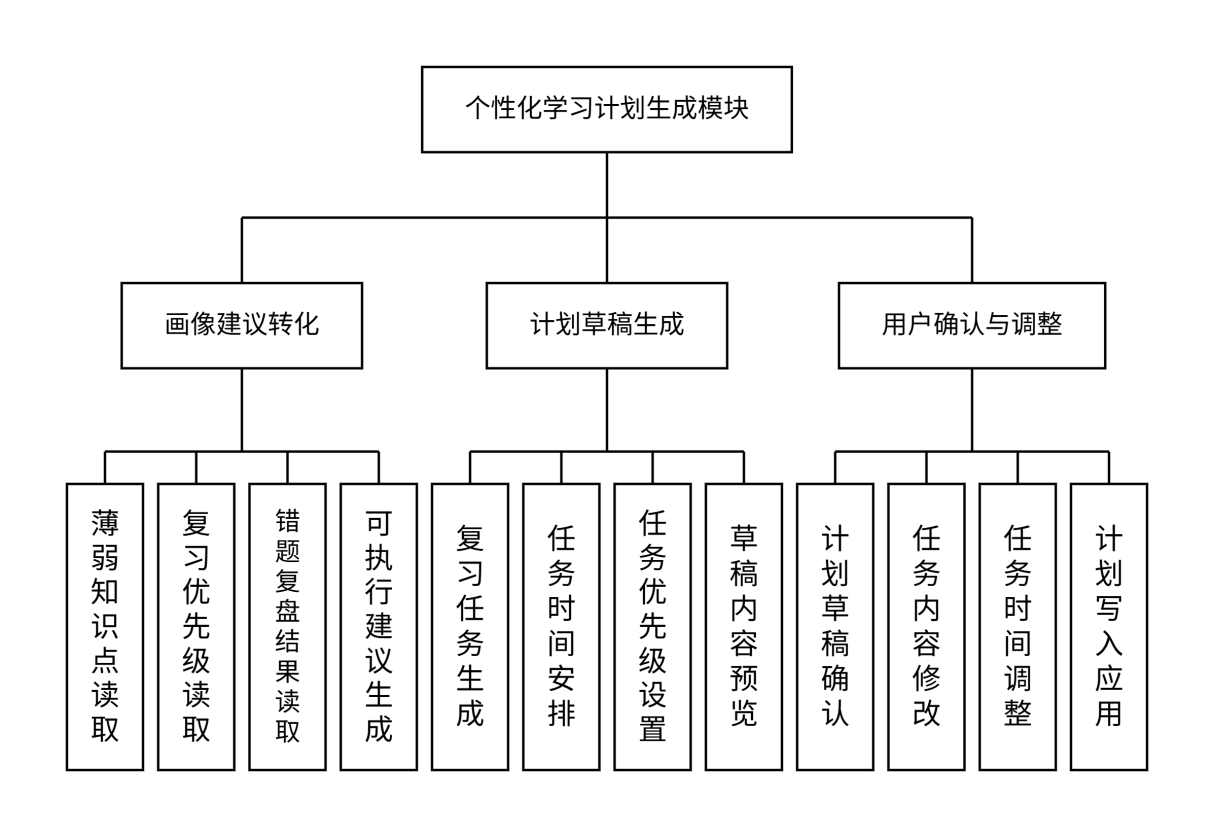 个性化学习计划生成模块
画像建议转化
计划草稿生成
用户确认与调整
薄弱知识点读取
复习优先级读取
错题复盘结果读取
可执行建议生成
复习任务生成
任务时间安排
任务优先级设置
草稿内容预览
计划草稿确认
任务内容修改
任务时间调整
计划写入应用